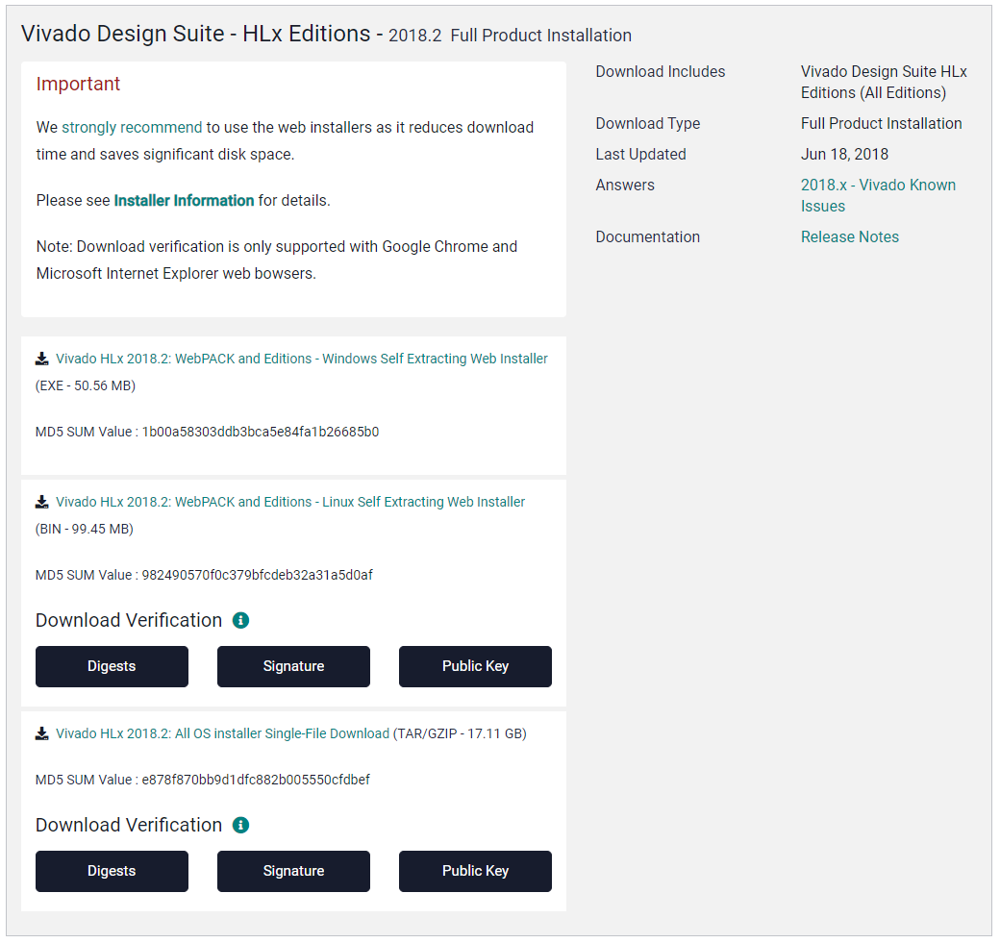 Vivado Design Suite - HLx Editions - 2018.2 Full Product Installation
Important
We strongly recommend to use the web installers as it reduces download
time and saves significant disk space.
Please see Installer Information for details.
Note: Download verification is only supported with Google Chrome and
Microsoft Internet Explorer web bowsers.
Download Includes
Vivado Design Suite HLx
Editions (All Editions)
Download Type
Full Product Installation
Last Updated
Jun 18, 2018
Answers
2018.x - Vivado Known
Issues
Documentation
Release Notes
Vivado HLx 2018.2: WebPACK and Editions - Windows Self Extracting Web Installer
(EXE - 50.56 MB)
MD5 SUM Value : 1b00a58303ddb3bca5e84fa1b26685b0
Vivado HLx 2018.2: WebPACK and Editions - Linux Self Extracting Web Installer
(BIN - 99.45 MB)
MD5 SUM Value : 982490570f0c379bfcdeb32a31a5d0af
Download Verification
Digests
Signature
Public Key
Vivado HLx 2018.2: All OS installer Single-File Download (TAR/GZIP - 17.11 GB)
MD5 SUM Value : e878f870bb9d1dfc882b005550cfdbef
Download Verification
Digests
Signature
Public Key